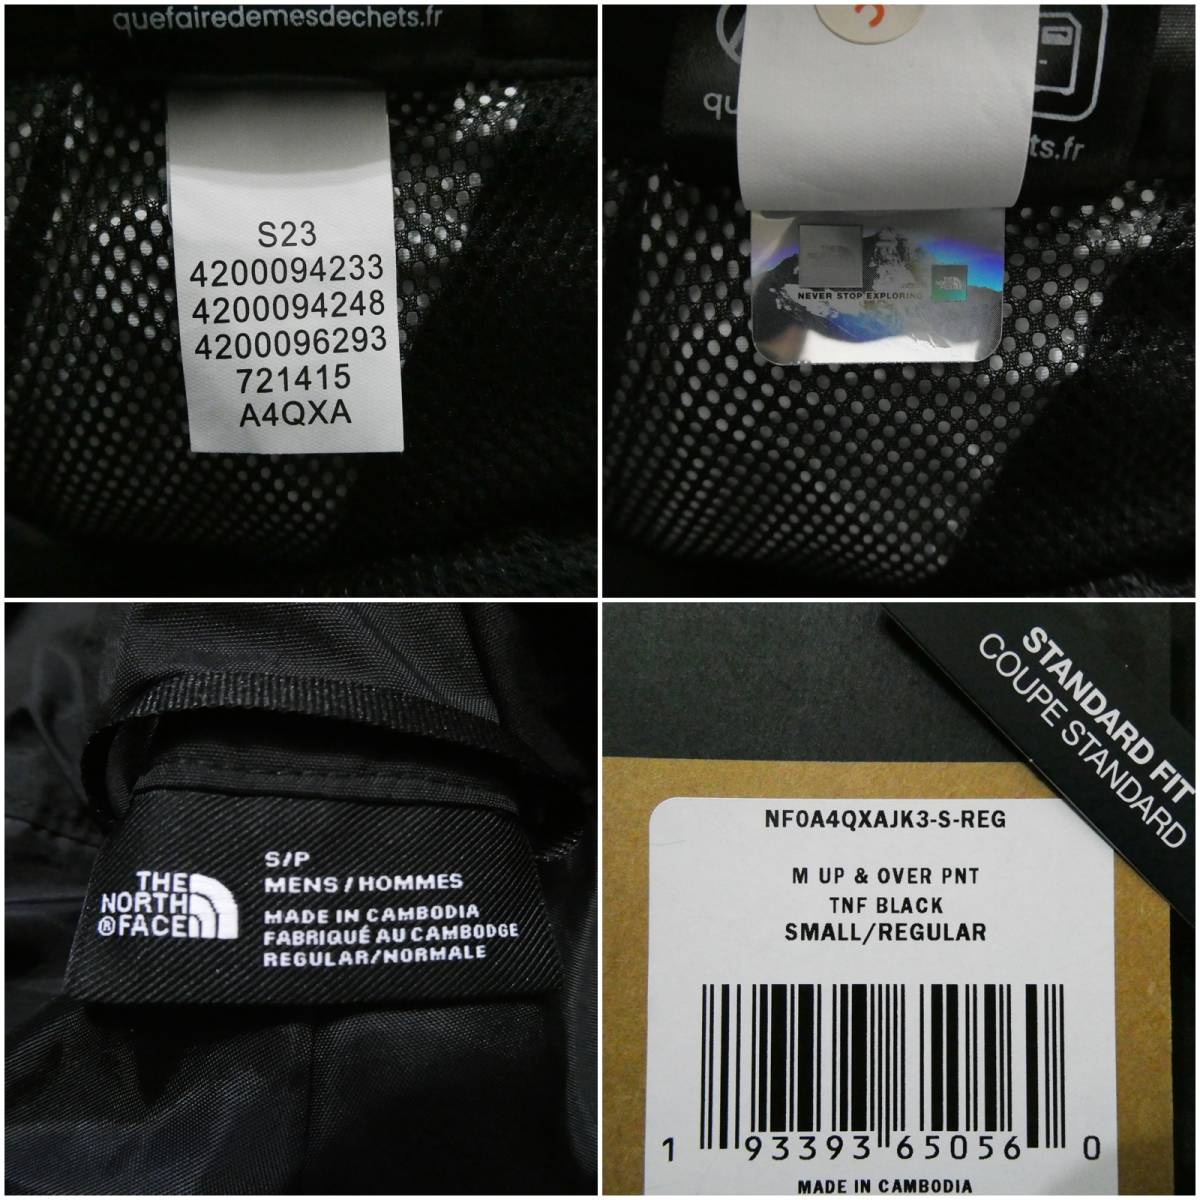 quefairedemesdechets.fr
S23
4200094233
4200094248
4200096293
721415
A4QXA
3
qu
ts.fr
NEVER STOP EXPLORING
THE
NORTH
®FACE
S/P
MENS/HOMMES
MADE IN CAMBODIA
FABRIQUÉ AU CAMBODGE
REGULAR/NORMALE
STANDARD FIT
COUPE STANDARD
NF0A4QXAJK3-S-REG
M UP & OVER PNT
TNF BLACK
SMALL/REGULAR
1 93393 65056 0
MADE IN CAMBODIA